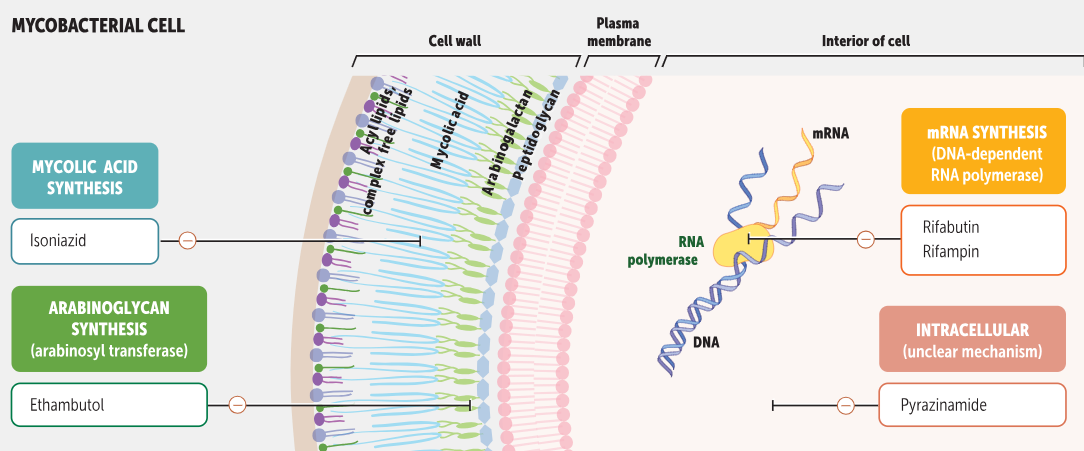 MYCOBACTERIAL CELL
Cell wall
Plasma
membrane
Interior of cell
Acyl lipids,
complex free lipids
Mycolic acid
Arabinogalactan
Peptidoglycan
MYCOLIC ACID
SYNTHESIS
Isoniazid
ARABINOGLYCAN
SYNTHESIS
(arabinosyl transferase)
Ethambutol
mRNA
RNA
polymerase
DNA
mRNA SYNTHESIS
(DNA-dependent
RNA polymerase)
Rifabutin
Rifampin
INTRACELLULAR
(unclear mechanism)
Pyrazinamide